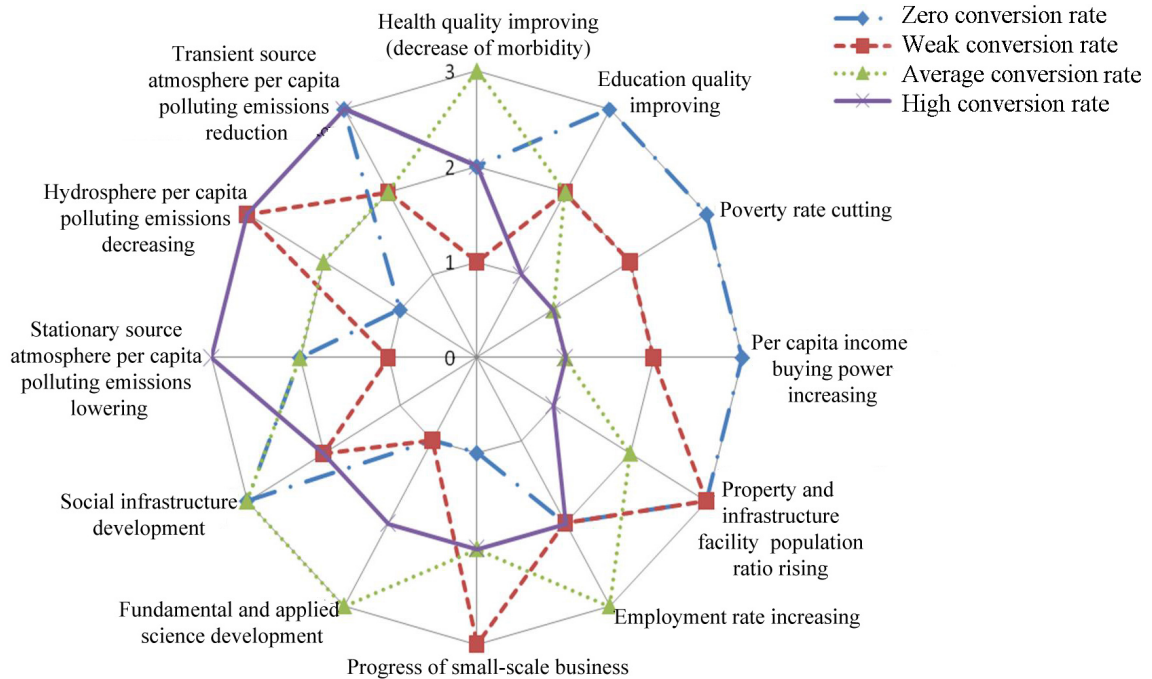 Health quality improving
(decrease of morbidity)
Zero conversion rate
Weak conversion rate
Average conversion rate
High conversion rate
Transient source
atmosphere per capita
polluting emissions
reduction
Education quality
improving
3
2
1
0
Hydrosphere per capita
polluting emissions
decreasing
Poverty rate cutting
Stationary source
atmosphere per capita
polluting emissions
lowering
Per capita income
buying power
increasing
Social infrastructure
development
Property and
infrastructure
facility population
ratio rising
Fundamental and applied
science development
Employment rate increasing
Progress of small-scale business